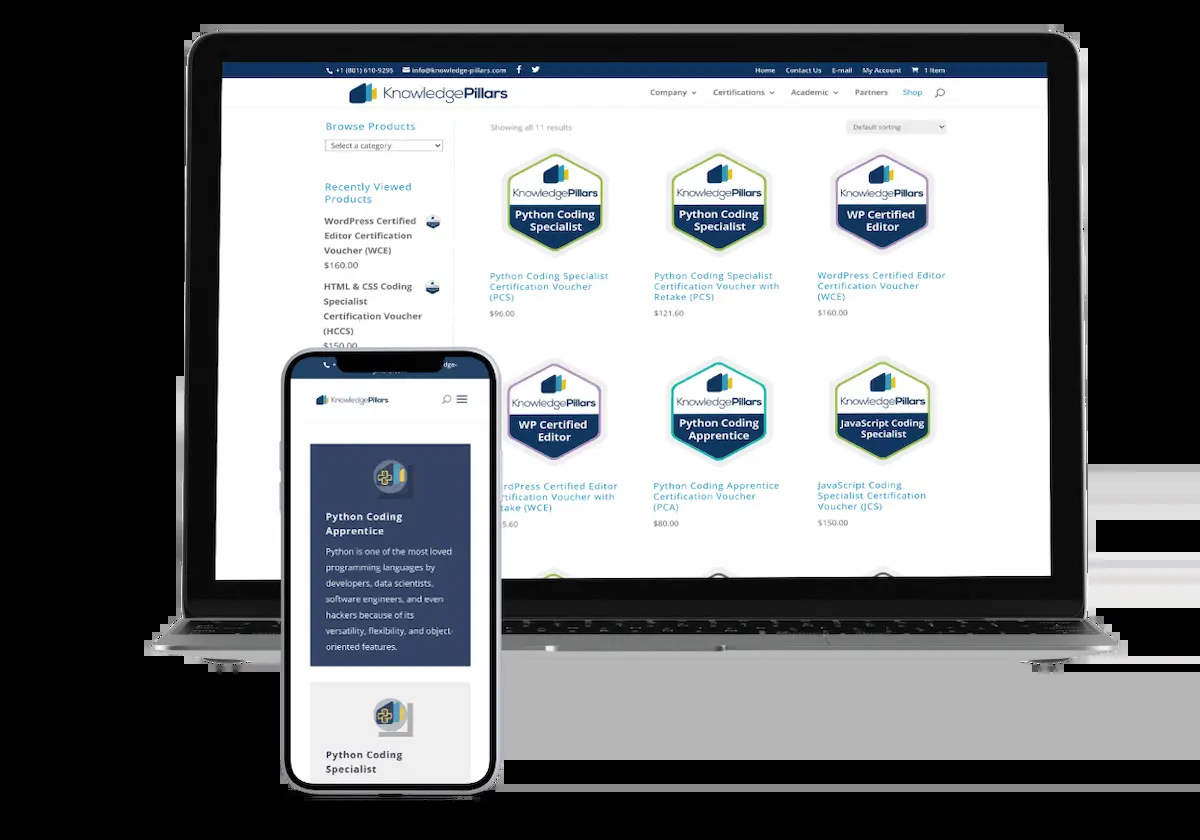 +1 (801) 610-9295 info@knowledge-pillars.com
Home Contact Us E-mail My Account 1 Item
KnowledgePillars
Company Certifications Academic Partners Shop
Browse Products
Select a category
Recently Viewed
Products
WordPress Certified
Editor Certification
Voucher (WCE)
$160.00
HTML & CSS Coding
Specialist
Certification Voucher
(HCCS)
$150.00
Showing all 11 results
Default sorting
KnowledgePillars
Python Coding
Specialist
Python Coding Specialist
Certification Voucher
(PCS)
$96.00
KnowledgePillars
Python Coding
Specialist
Python Coding Specialist
Certification Voucher with
Retake (PCS)
$121.60
KnowledgePillars
WP Certified
Editor
WordPress Certified Editor
Certification Voucher
(WCE)
$160.00
KnowledgePillars
WP Certified
Editor
rdPress Certified Editor
rtification Voucher with
take (WCE)
5.60
KnowledgePillars
Python Coding
Apprentice
Python Coding Apprentice
Certification Voucher
(PCA)
$80.00
KnowledgePillars
JavaScript Coding
Specialist
JavaScript Coding
Specialist Certification
Voucher (JCS)
$150.00
KnowledgePillars
Python Coding
Apprentice
Python is one of the most loved
programming languages by
developers, data scientists,
software engineers, and even
hackers because of its
versatility, flexibility, and object-
oriented features.
Python Coding
Specialist